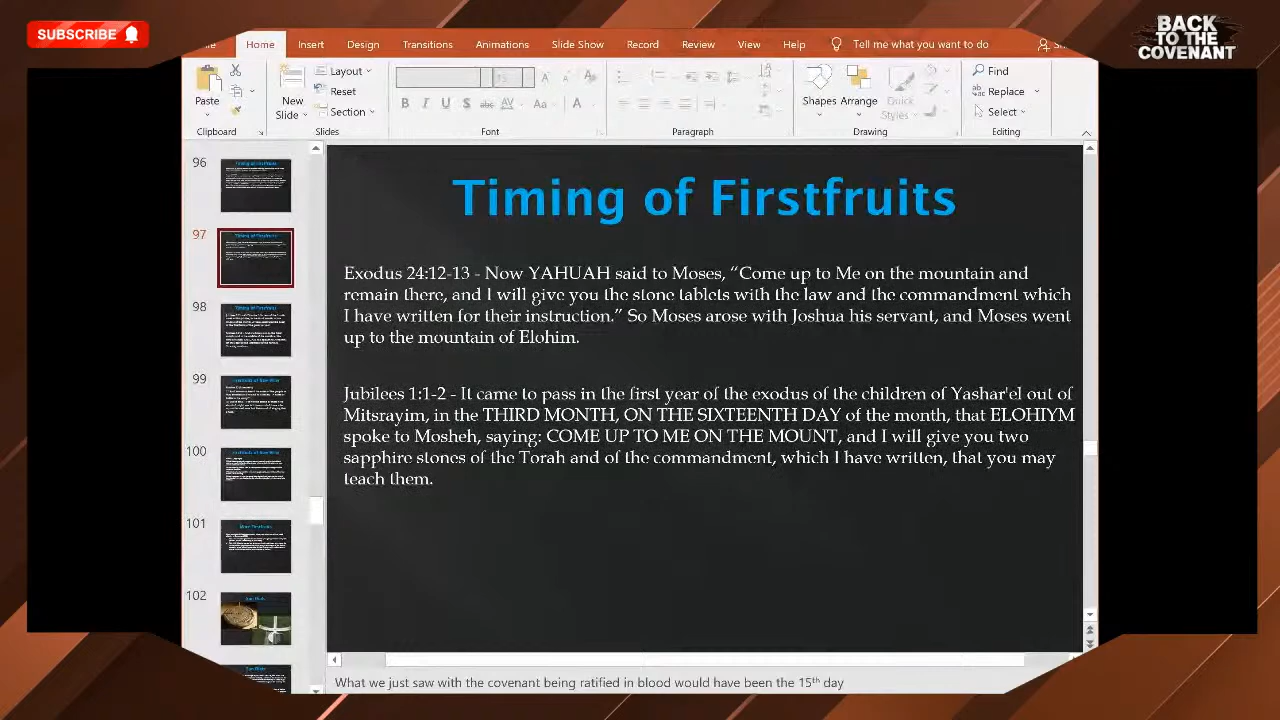 SUBSCRIBE
BACK
TO THE
COVENANT
Home Insert Design Transitions Animations Slide Show Record Review View Help Tell me what you want to do
Paste
Clipboard
New
Slide
Layout
Reset
Section
Slides
B I U S abc AV Aa A
Font
Paragraph
Shapes Arrange Quick
Styles
Drawing
Find
Replace
Select
Editing
96
97
98
99
100
101
102
Timing of Firstfruits
Exodus 24:12-13 - Now YAHUAH said to Moses, “Come up to Me on the mountain and
remain there, and I will give you the stone tablets with the law and the commandment which
I have written for their instruction.” So Moses arose with Joshua his servant, and Moses went
up to the mountain of Elohim.
Jubilees 1:1-2 - It came to pass in the first year of the exodus of the children of Yashar'el out of
Mitsrayim, in the THIRD MONTH, ON THE SIXTEENTH DAY of the month, that ELOHIYM
spoke to Mosheh, saying: COME UP TO ME ON THE MOUNT, and I will give you two
sapphire stones of the Torah and of the commandment, which I have written, that you may
teach them.
What we just saw with the covenant being ratified in blood would have been the 15th day